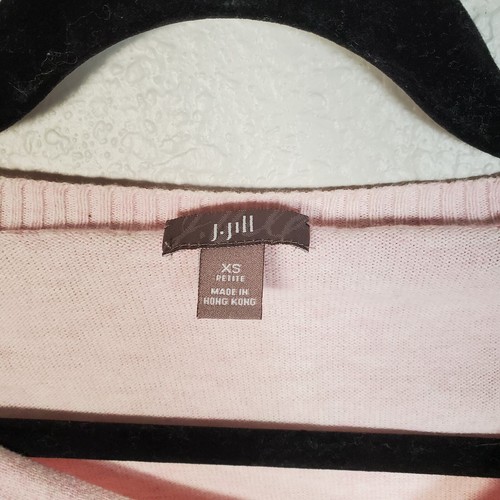 J.Jill
XS
PETITE
MADE IN
HONG KONG